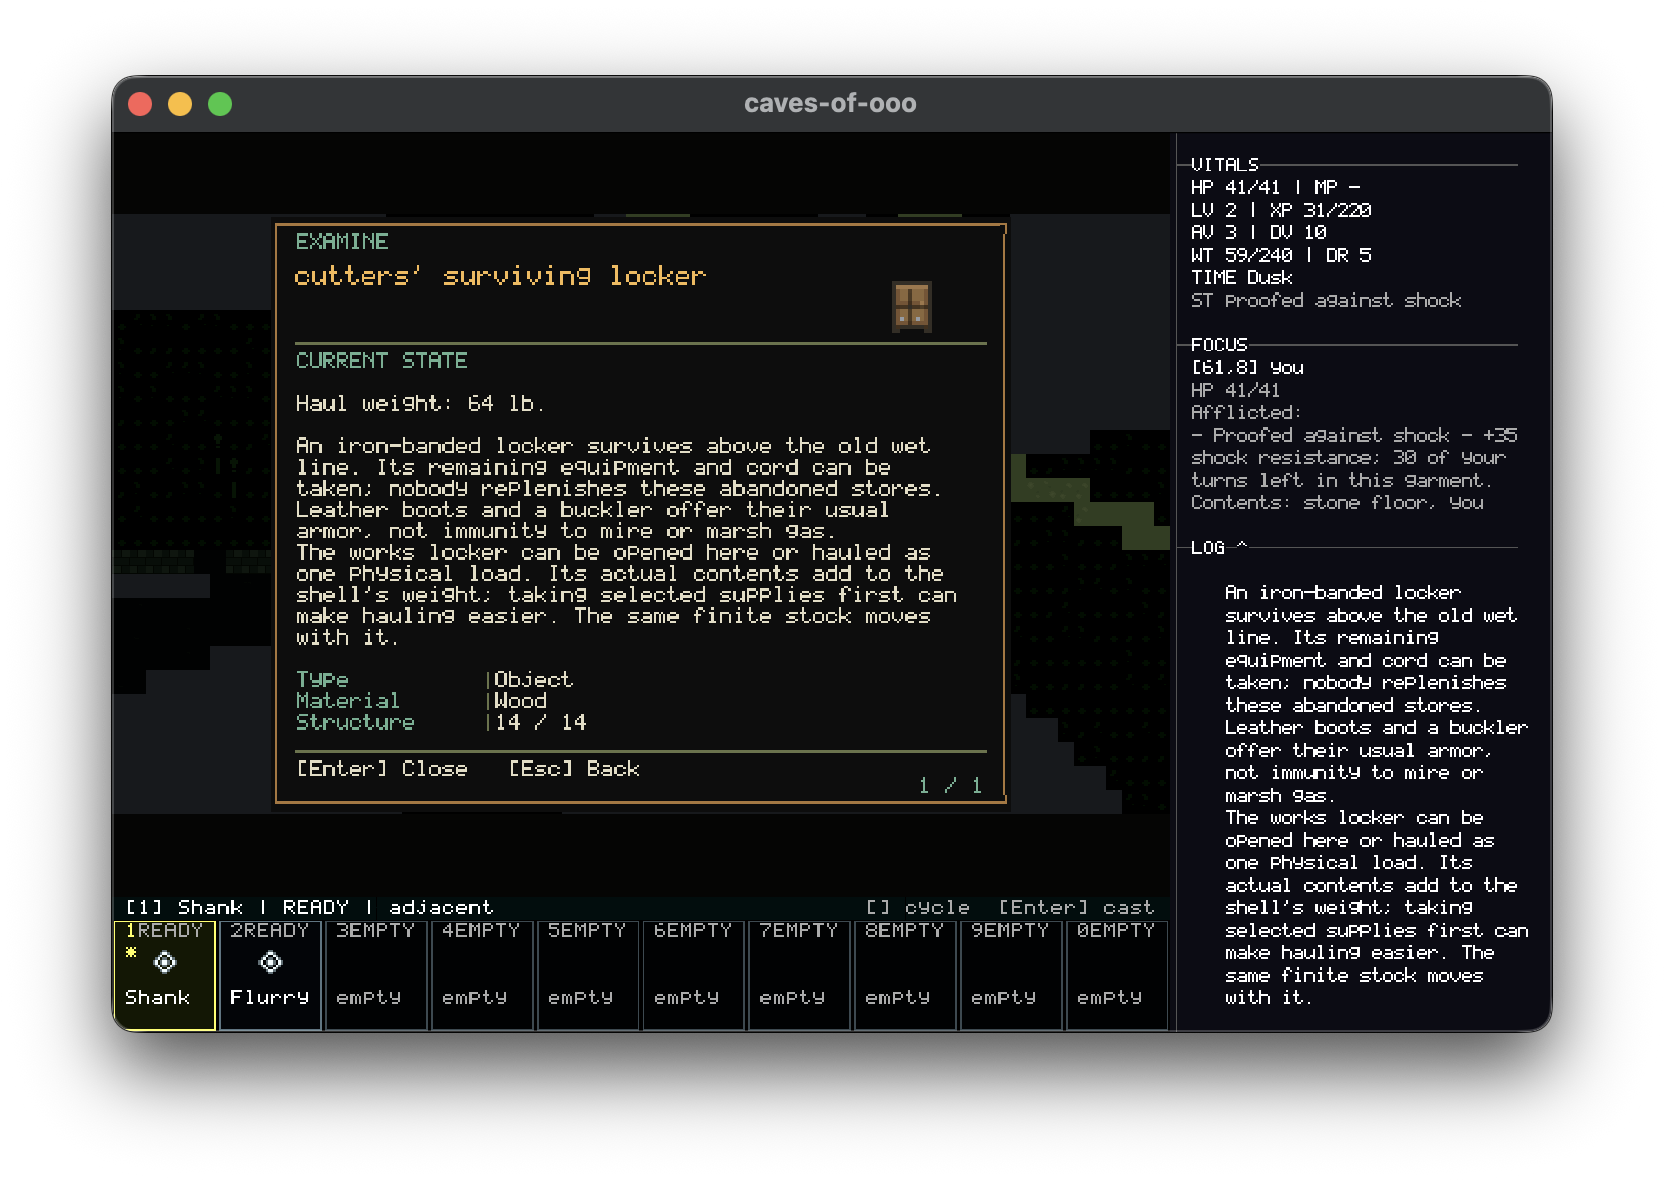 caves-of-ooo
EXAMINE
cutters' surviving locker
CURRENT STATE
Haul weight: 64 lb.
An iron-banded locker survives above the old wet
line. Its remaining equipment and cord can be
taken; nobody replenishes these abandoned stores.
Leather boots and a buckler offer their usual
armor, not immunity to mire or marsh gas.
The works locker can be opened here or hauled as
one physical load. Its actual contents add to the
shell's weight; taking selected supplies first can
make hauling easier. The same finite stock moves
with it.
Type |Object
Material |Wood
Structure |14 / 14
[Enter] Close [Esc] Back
1 / 1
[1] Shank | READY | adjacent [] cycle [Enter] cast
1READY 2READY 3EMPTY 4EMPTY 5EMPTY 6EMPTY 7EMPTY 8EMPTY 9EMPTY 0EMPTY
*
Shank Flurry empty empty empty empty empty empty empty empty
VITALS
HP 41/41 | MP -
LV 2 | XP 31/220
AV 3 | DV 10
WT 59/240 | DR 5
TIME Dusk
ST Proofed against shock
FOCUS
[61,8] you
HP 41/41
Afflicted:
- Proofed against shock - +35
shock resistance; 30 of your
turns left in this garment.
Contents: stone floor, you
LOG ^
An iron-banded locker
survives above the old wet
line. Its remaining
equipment and cord can be
taken; nobody replenishes
these abandoned stores.
Leather boots and a buckler
offer their usual armor,
not immunity to mire or
marsh gas.
The works locker can be
opened here or hauled as
one physical load. Its
actual contents add to the
shell's weight; taking
selected supplies first can
make hauling easier. The
same finite stock moves
with it.